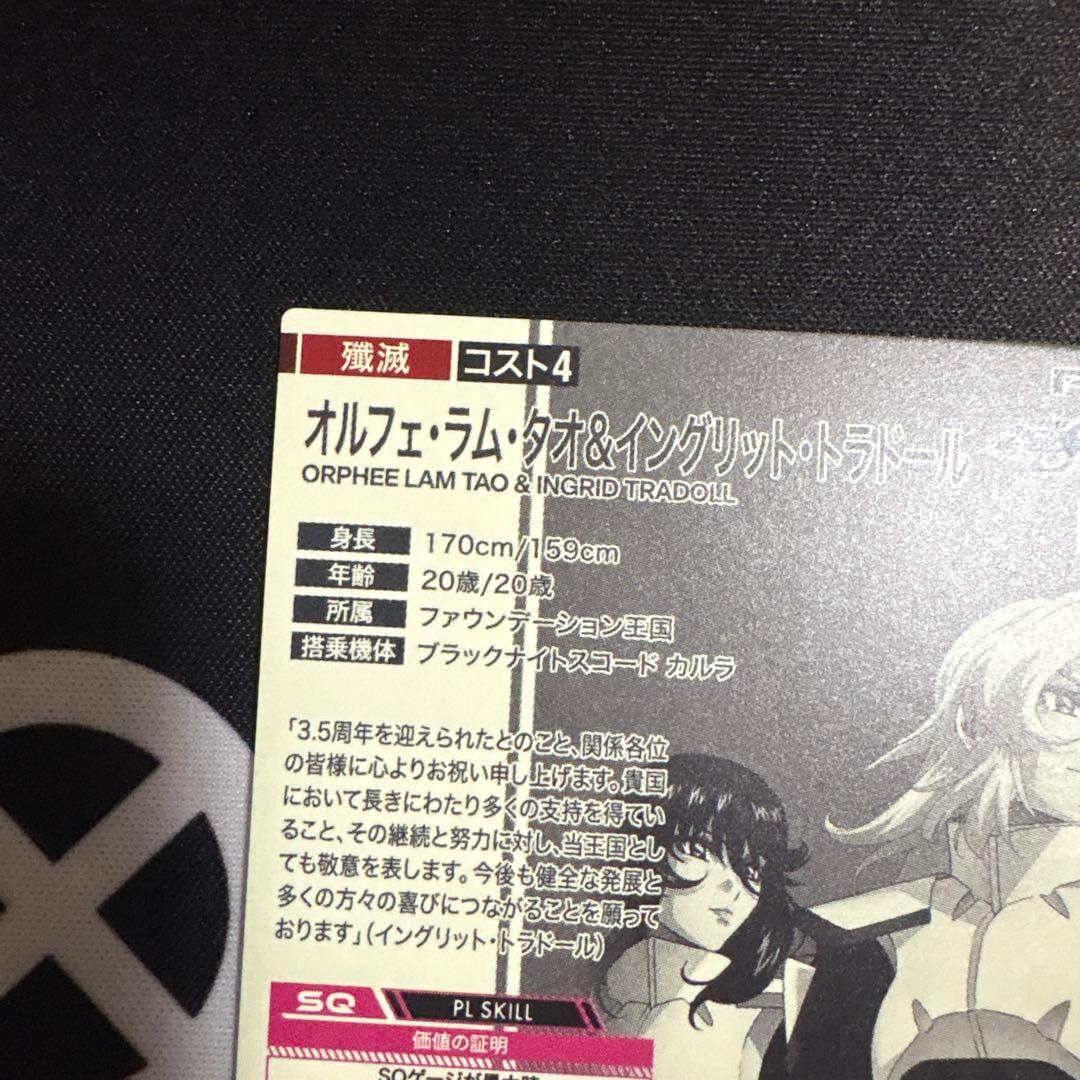 殲滅 コスト4
オルフェ・ラム・タオ&イングリット・トラドール
ORPHEE LAM TAO & INGRID TRADOLL
身長 170cm/159cm
年齢 20歳/20歳
所属 ファウンデーション王国
搭乗機体 ブラックナイトスコード カルラ
「3.5周年を迎えられたとのこと、関係各位
の皆様に心よりお祝い申し上げます。貴国
において長きにわたり多くの支持を得てい
ること、その継続と努力に対し、当王国とし
ても敬意を表します。今後も健全な発展と
多くの方々の喜びにつながることを願って
おります」(イングリット・トラドール)
SQ PL SKILL
価値の証明
SQゲージが最大時